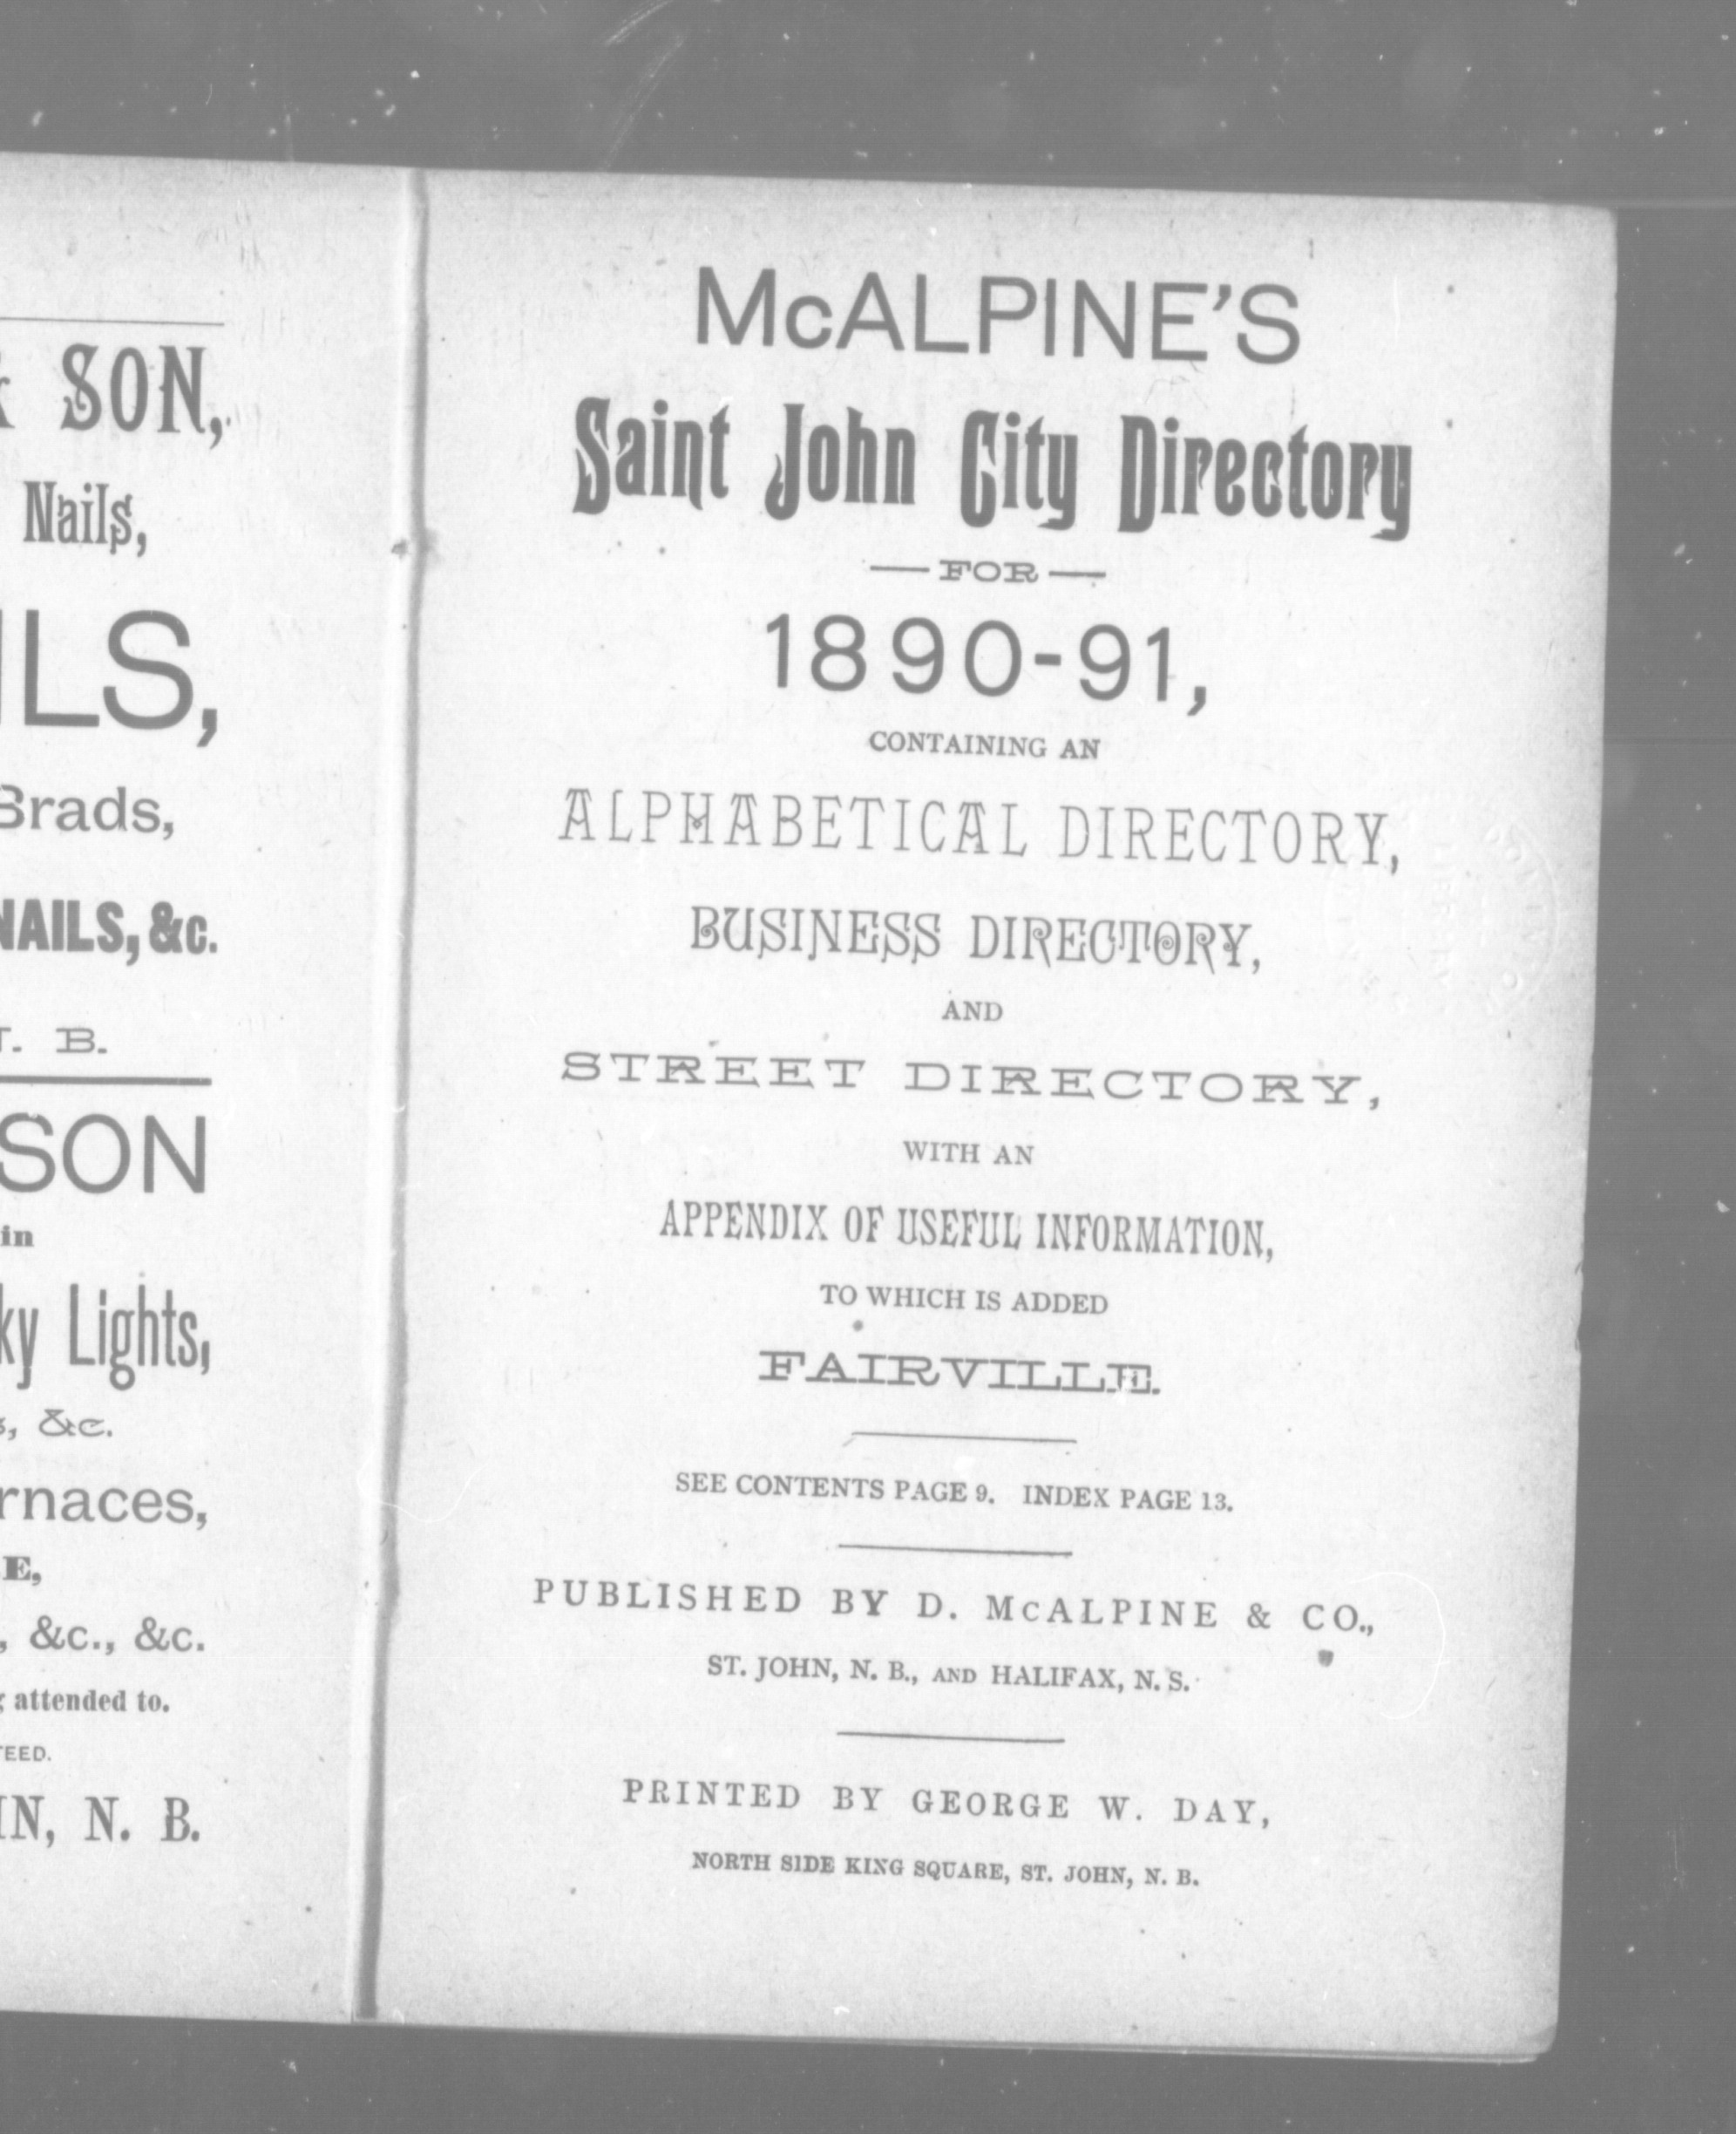 SON,
Nails,
Brads,
NAILS, &c.
B.
SON
in
Lights,
&c.
&c., &c.
attended to.
N. B.
McALPINE'S
Saint John City Directory
—FOR—
1890-91,
CONTAINING AN
ALPHABETICAL DIRECTORY,
BUSINESS DIRECTORY,
AND
STREET DIRECTORY,
WITH AN
APPENDIX OF USEFUL INFORMATION,
TO WHICH IS ADDED
FAIRVILLE.
SEE CONTENTS PAGE 9. INDEX PAGE 13.
PUBLISHED BY D. McALPINE & CO.,
ST. JOHN, N. B., AND HALIFAX, N. S.
PRINTED BY GEORGE W. DAY,
NORTH SIDE KING SQUARE, ST. JOHN, N. B.